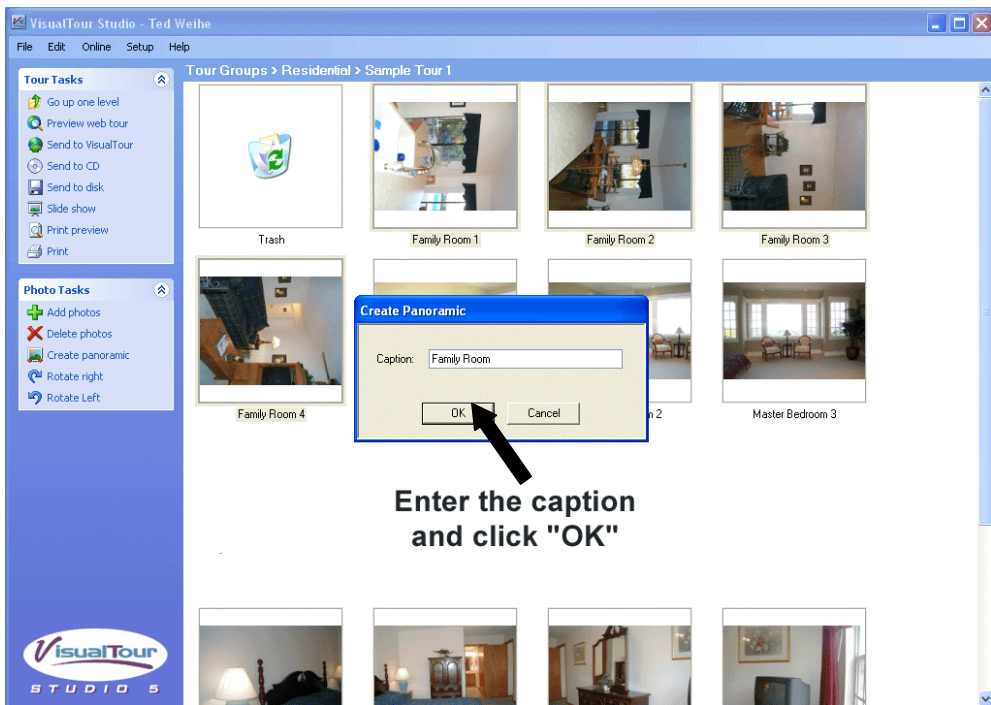 VisualTour Studio - Ted Weihe
File Edit Online Setup Help
Tour Tasks
Go up one level
Preview web tour
Send to VisualTour
Send to CD
Send to disk
Slide show
Print preview
Print
Photo Tasks
Add photos
Delete photos
Create panoramic
Rotate right
Rotate Left
VisualTour
STUDIO 5
Tour Groups > Residential > Sample Tour 1
Trash
Family Room 1
Family Room 2
Family Room 3
Family Room 4
2
Master Bedroom 3
Create Panoramic
Caption: Family Room
OK Cancel
Enter the caption
and click "OK"